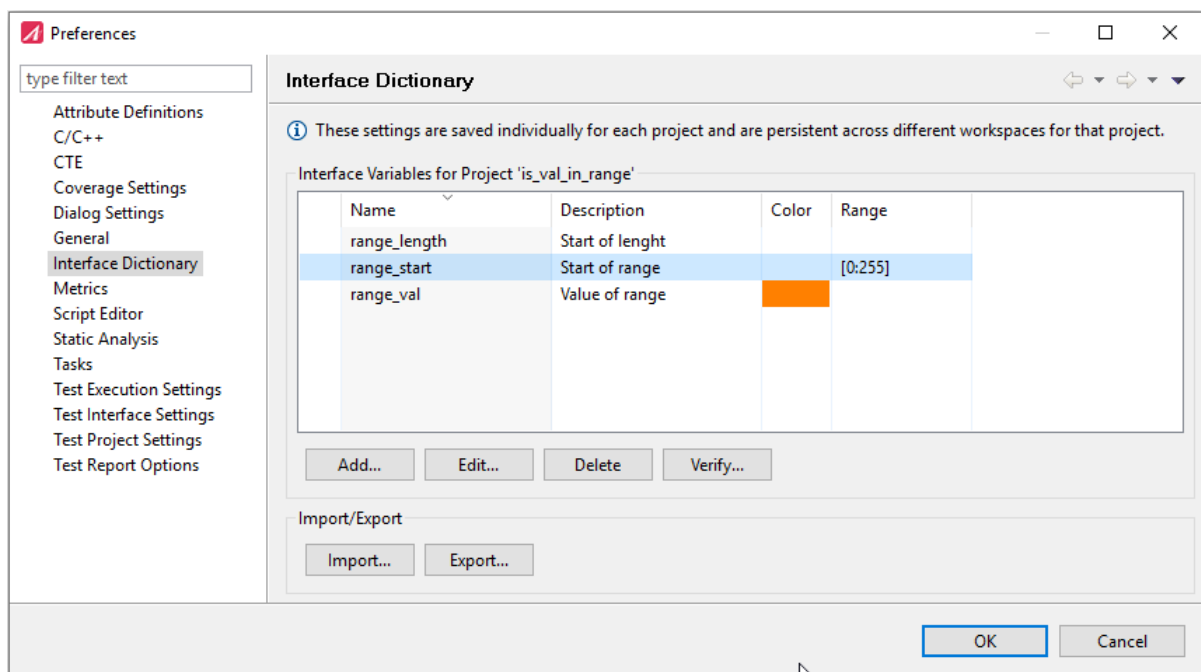 Preferences
type filter text
Attribute Definitions
C/C++
CTE
Coverage Settings
Dialog Settings
General
Interface Dictionary
Metrics
Script Editor
Static Analysis
Tasks
Test Execution Settings
Test Interface Settings
Test Project Settings
Test Report Options
Interface Dictionary
These settings are saved individually for each project and are persistent across different workspaces for that project.
Interface Variables for Project 'is_val_in_range'
Name Description Color Range
range_length Start of lenght
range_start Start of range [0:255]
range_val Value of range
Add... Edit... Delete Verify...
Import/Export
Import... Export...
OK Cancel